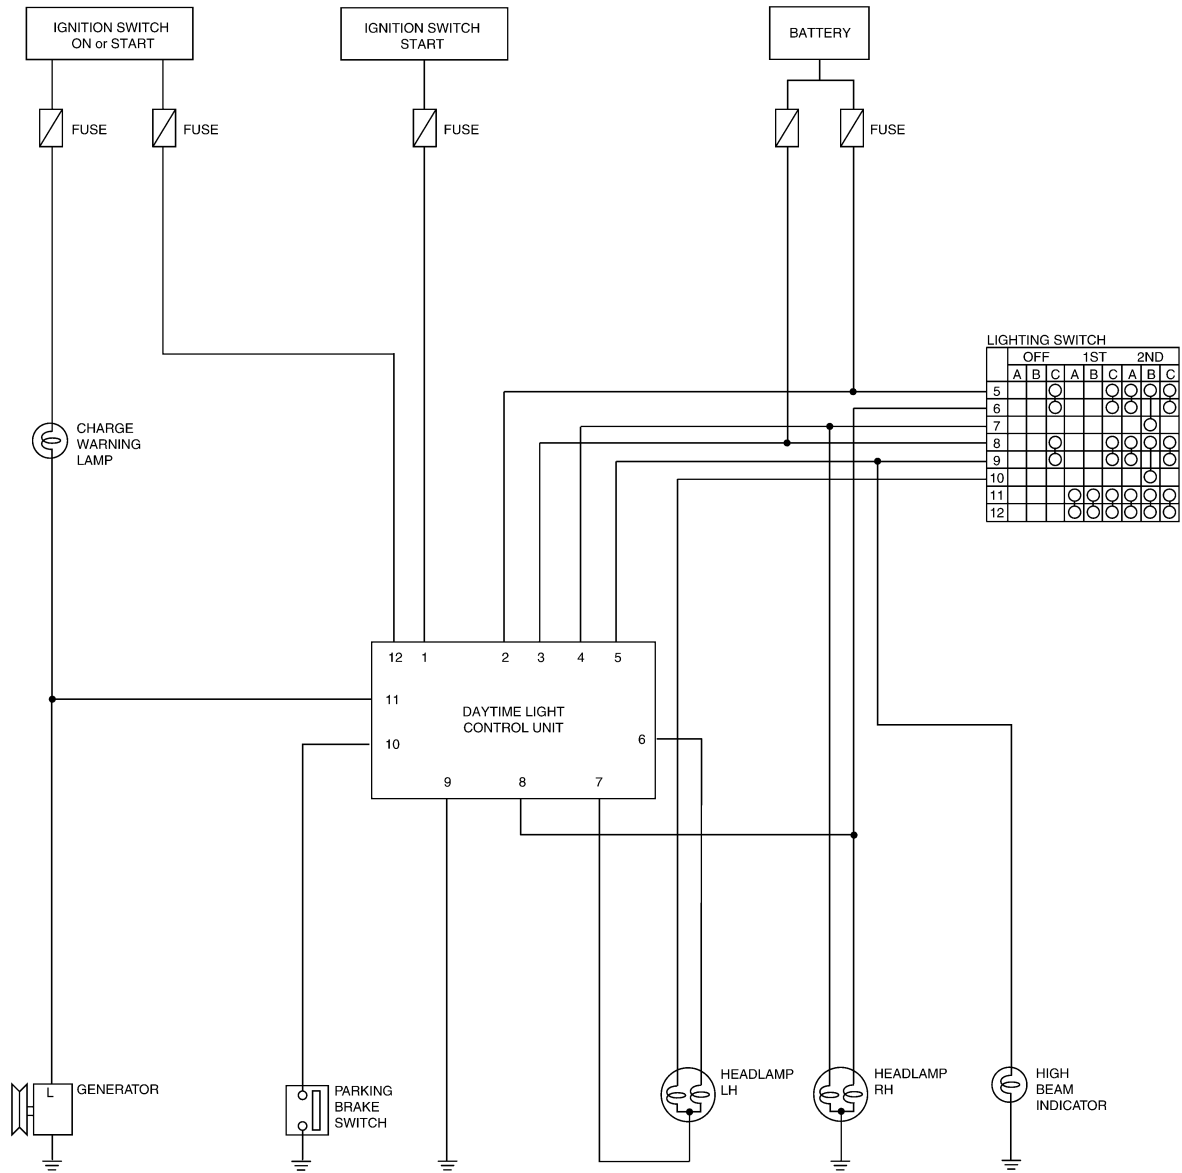 IGNITION SWITCH
ON or START
IGNITION SWITCH
START
BATTERY
FUSE
FUSE
FUSE
FUSE
LIGHTING SWITCH
OFF 1ST 2ND
A B C A B C A B C
5
6
7
8
9
10
11
12
CHARGE
WARNING
LAMP
12 1 2 3 4 5
11
DAYTIME LIGHT
CONTROL UNIT
10
6
9 8 7
L
GENERATOR
PARKING
BRAKE
SWITCH
HEADLAMP
LH
HEADLAMP
RH
HIGH
BEAM
INDICATOR